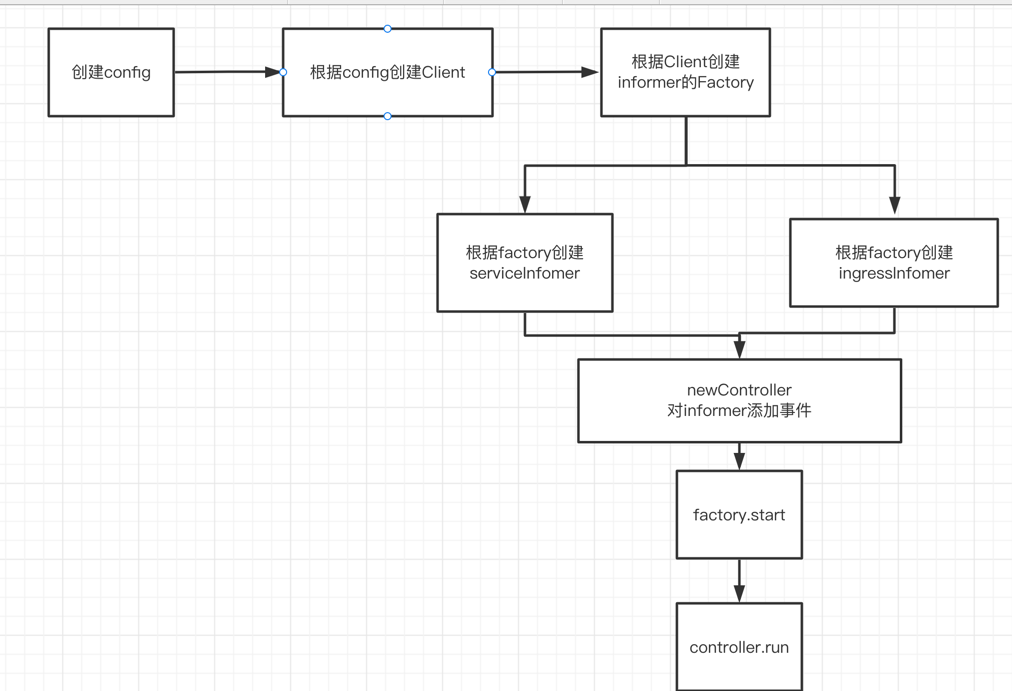 创建config
根据config创建Client
根据Client创建
informer的Factory
根据factory创建
serviceInfomer
根据factory创建
ingressInfomer
newController
对informer添加事件
factory.start
controller.run